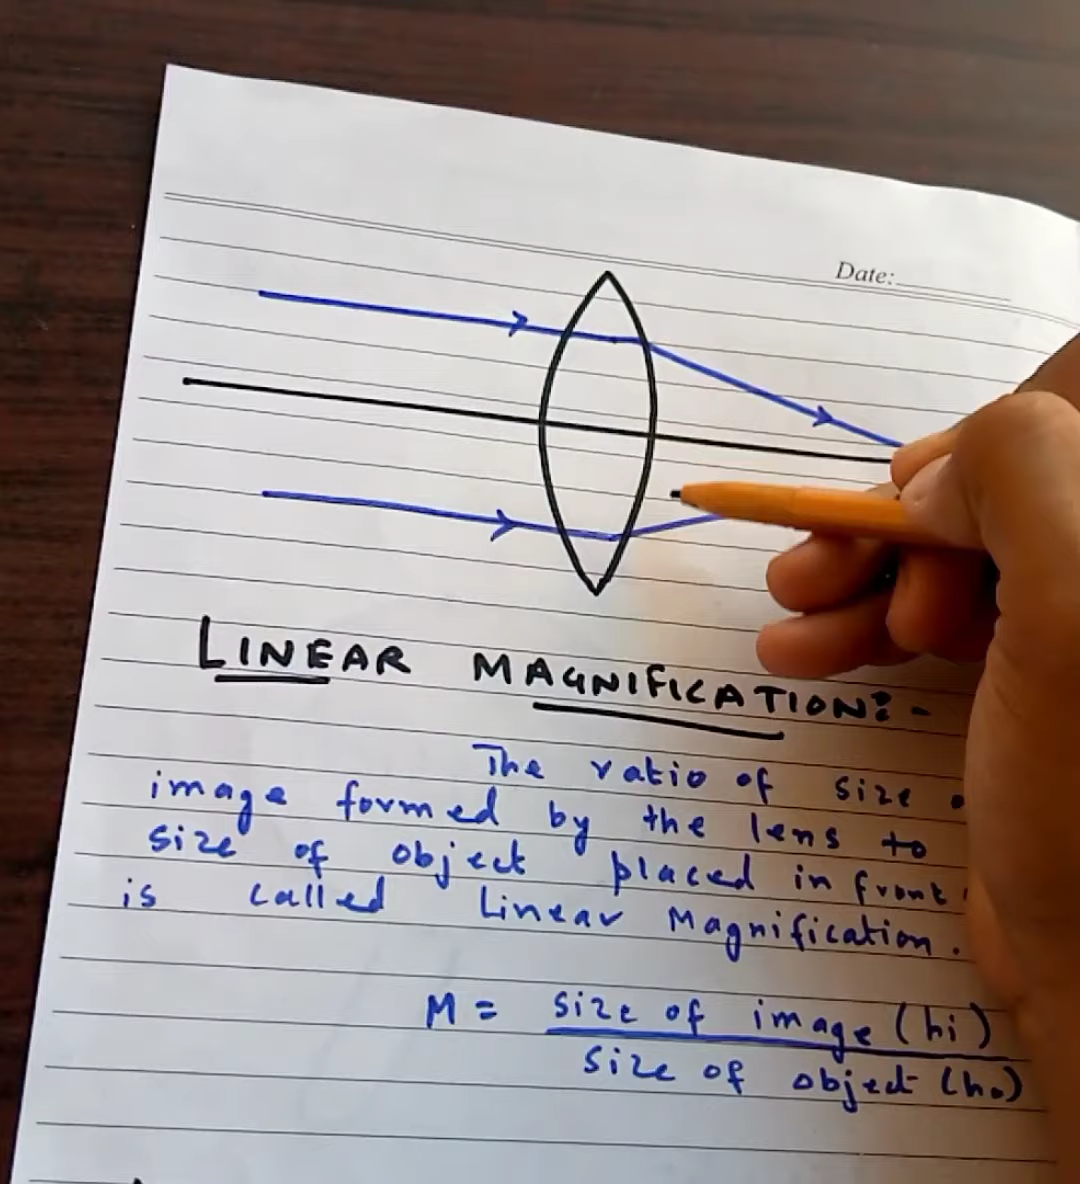 Date:
LINEAR MAGNIFICATION:-
The ratio of size
image formed by the lens to
size of object placed in front
is called Linear Magnification.
M = size of image (hi)
size of object (ho)